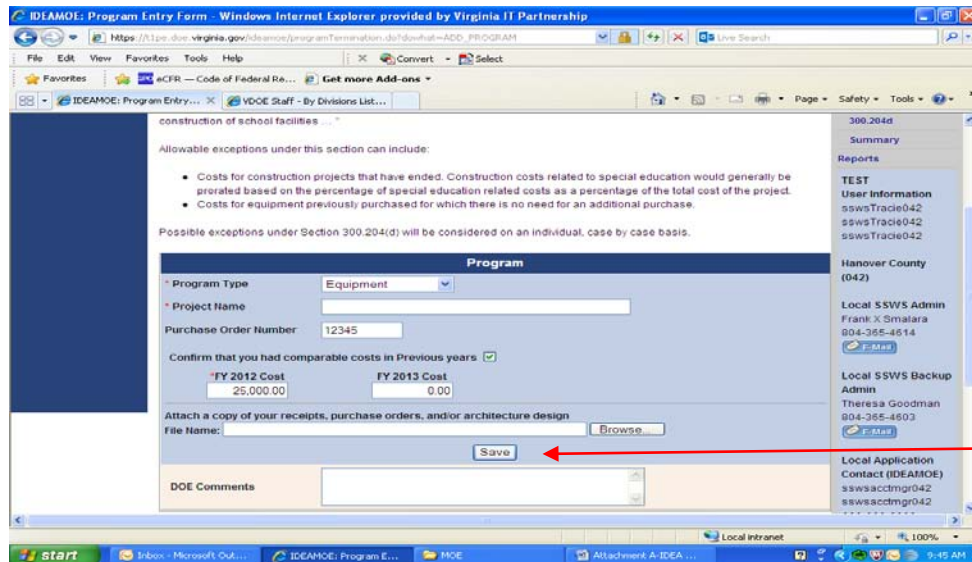 IDEAMOE: Program Entry Form - Windows Internet Explorer provided by Virginia IT Partnership
https://t1pe.doe.virginia.gov/ideamoe/programTermination.do?dowhat=ADD_PROGRAM
Live Search
File Edit View Favorites Tools Help
Convert Select
Favorites eCFR — Code of Federal Re... Get more Add-ons
IDEAMOE: Program Entry... VDOE Staff - By Divisions List...
Page Safety Tools
construction of school facilities ... "
Allowable exceptions under this section can include:
Costs for construction projects that have ended. Construction costs related to special education would generally be
prorated based on the percentage of special education related costs as a percentage of the total cost of the project.
Costs for equipment previously purchased for which there is no need for an additional purchase.
Possible exceptions under Section 300.204(d) will be considered on an individual, case by case basis.
Program
* Program Type Equipment
* Project Name
Purchase Order Number 12345
Confirm that you had comparable costs in Previous years
*FY 2012 Cost FY 2013 Cost
25,000.00 0.00
Attach a copy of your receipts, purchase orders, and/or architecture design
File Name: Browse...
Save
DOE Comments
300.204d
Summary
Reports
TEST
User Information
sswsTracie042
sswsTracie042
sswsTracie042
Hanover County
(042)
Local SSWS Admin
Frank X Smalara
804-365-4614
E-Mail
Local SSWS Backup
Admin
Theresa Goodman
804-365-4603
E-Mail
Local Application
Contact (IDEAMOE)
sswsacctmgr042
sswsacctmgr042
Local intranet 100%
start Inbox - Microsoft Out... IDEAMOE: Program E... MOE Attachment A-IDEA ... 9:45 AM